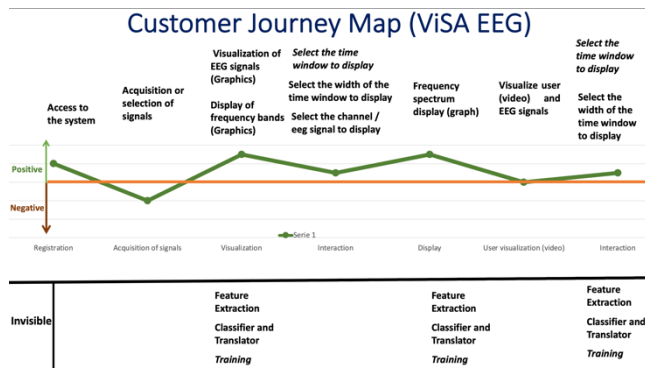 Customer Journey Map (ViSA EEG)
Access to
the system
Acquisition or
selection of
signals
Visualization of
EEG signals
(Graphics)
Display of
frequency bands
(Graphics)
Select the time
window to display
Select the width of the
time window to display
Select the channel /
eeg signal to display
Frequency
spectrum
display (graph)
Visualize user
(video) and
EEG signals
Select the
time window
to display
Select the
width of the
time window
to display
Positive
Negative
Serie 1
Registration
Acquisition of signals
Visualization
Interaction
Display
User visualization (video)
Interaction
Invisible
Feature
Extraction
Classifier and
Translator
Training
Feature
Extraction
Classifier and
Translator
Training
Feature
Extraction
Classifier and
Translator
Training